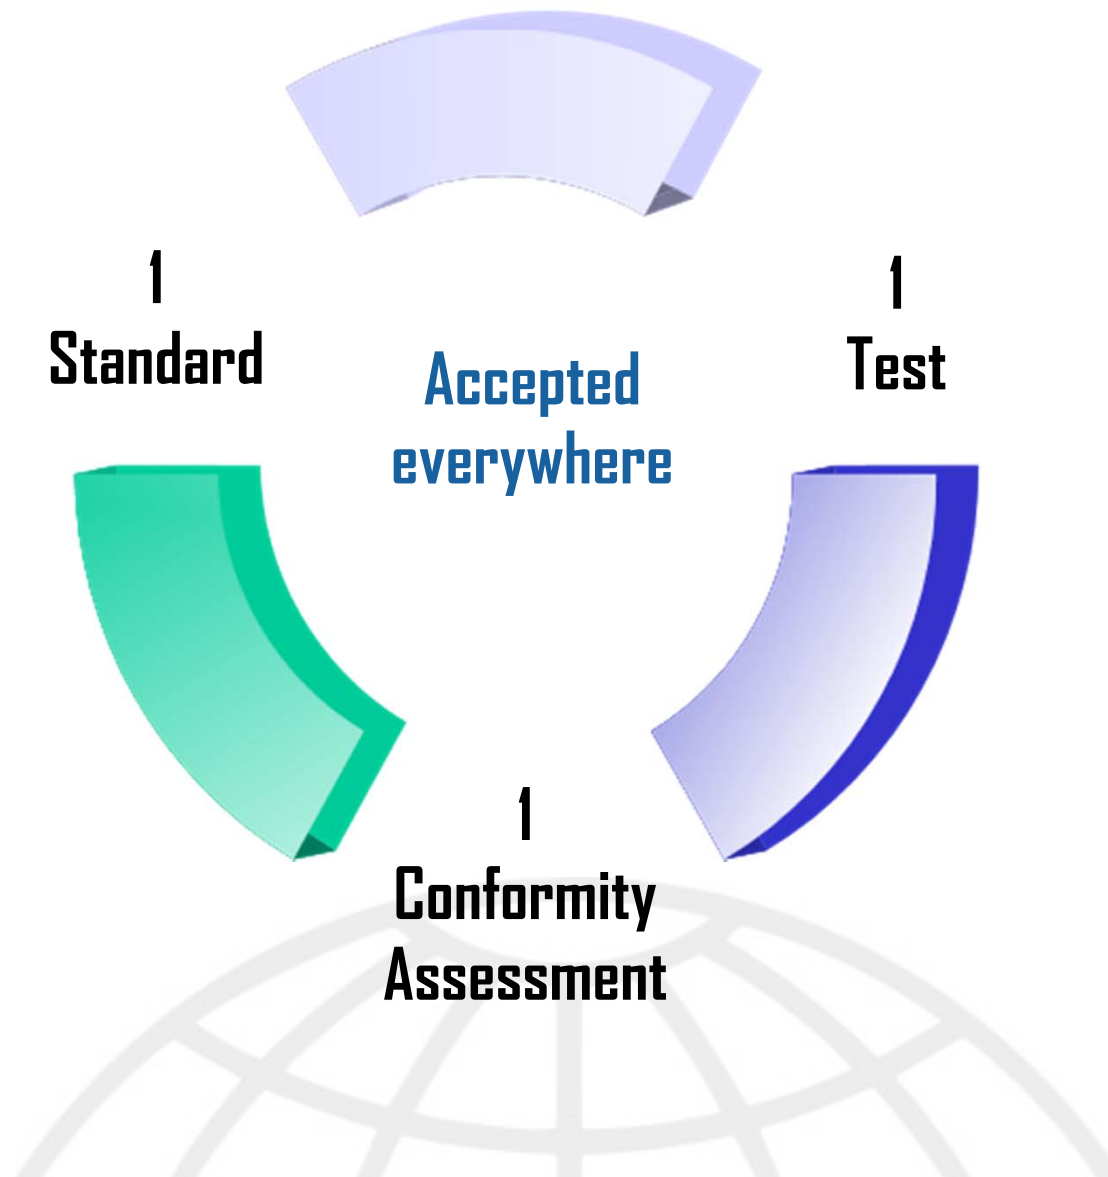 1
Standard
1
Test
Accepted
everywhere
1
Conformity
Assessment